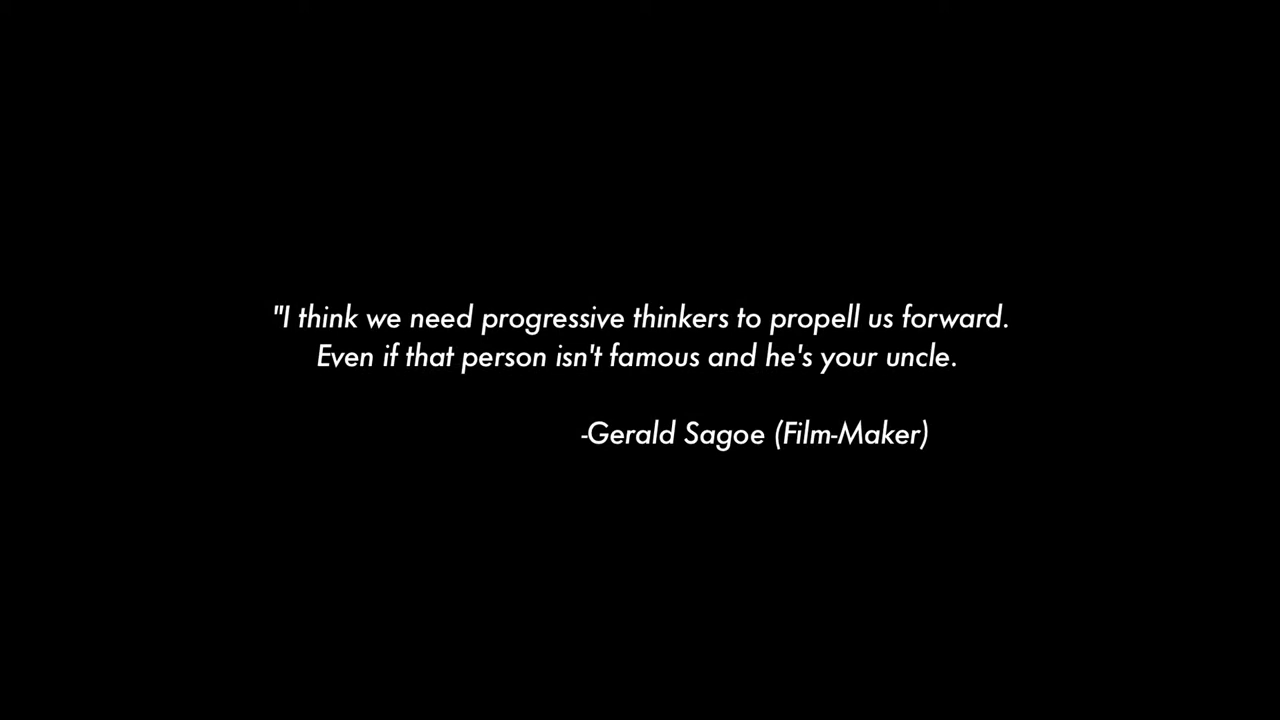 "I think we need progressive thinkers to propell us forward.
Even if that person isn't famous and he's your uncle.
-Gerald Sagoe (Film-Maker)